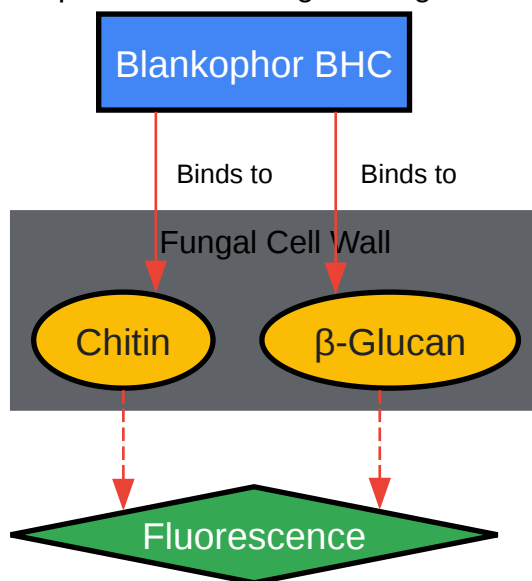 Blankophor BHC
Binds to Binds to
Fungal Cell Wall
Chitin β-Glucan
Fluorescence